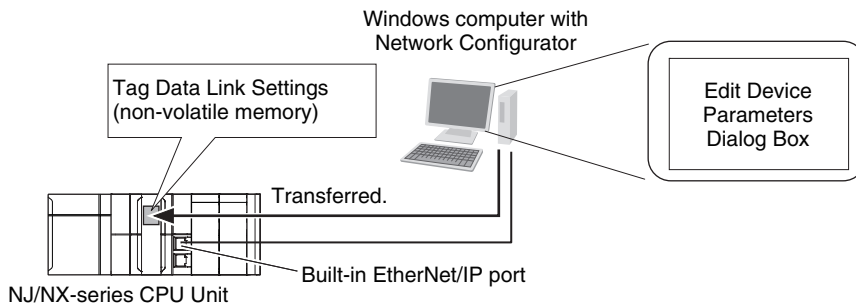 Windows computer with
Network Configurator
Tag Data Link Settings
(non-volatile memory)
Edit Device
Parameters
Dialog Box
Transferred.
Built-in EtherNet/IP port
NJ/NX-series CPU Unit